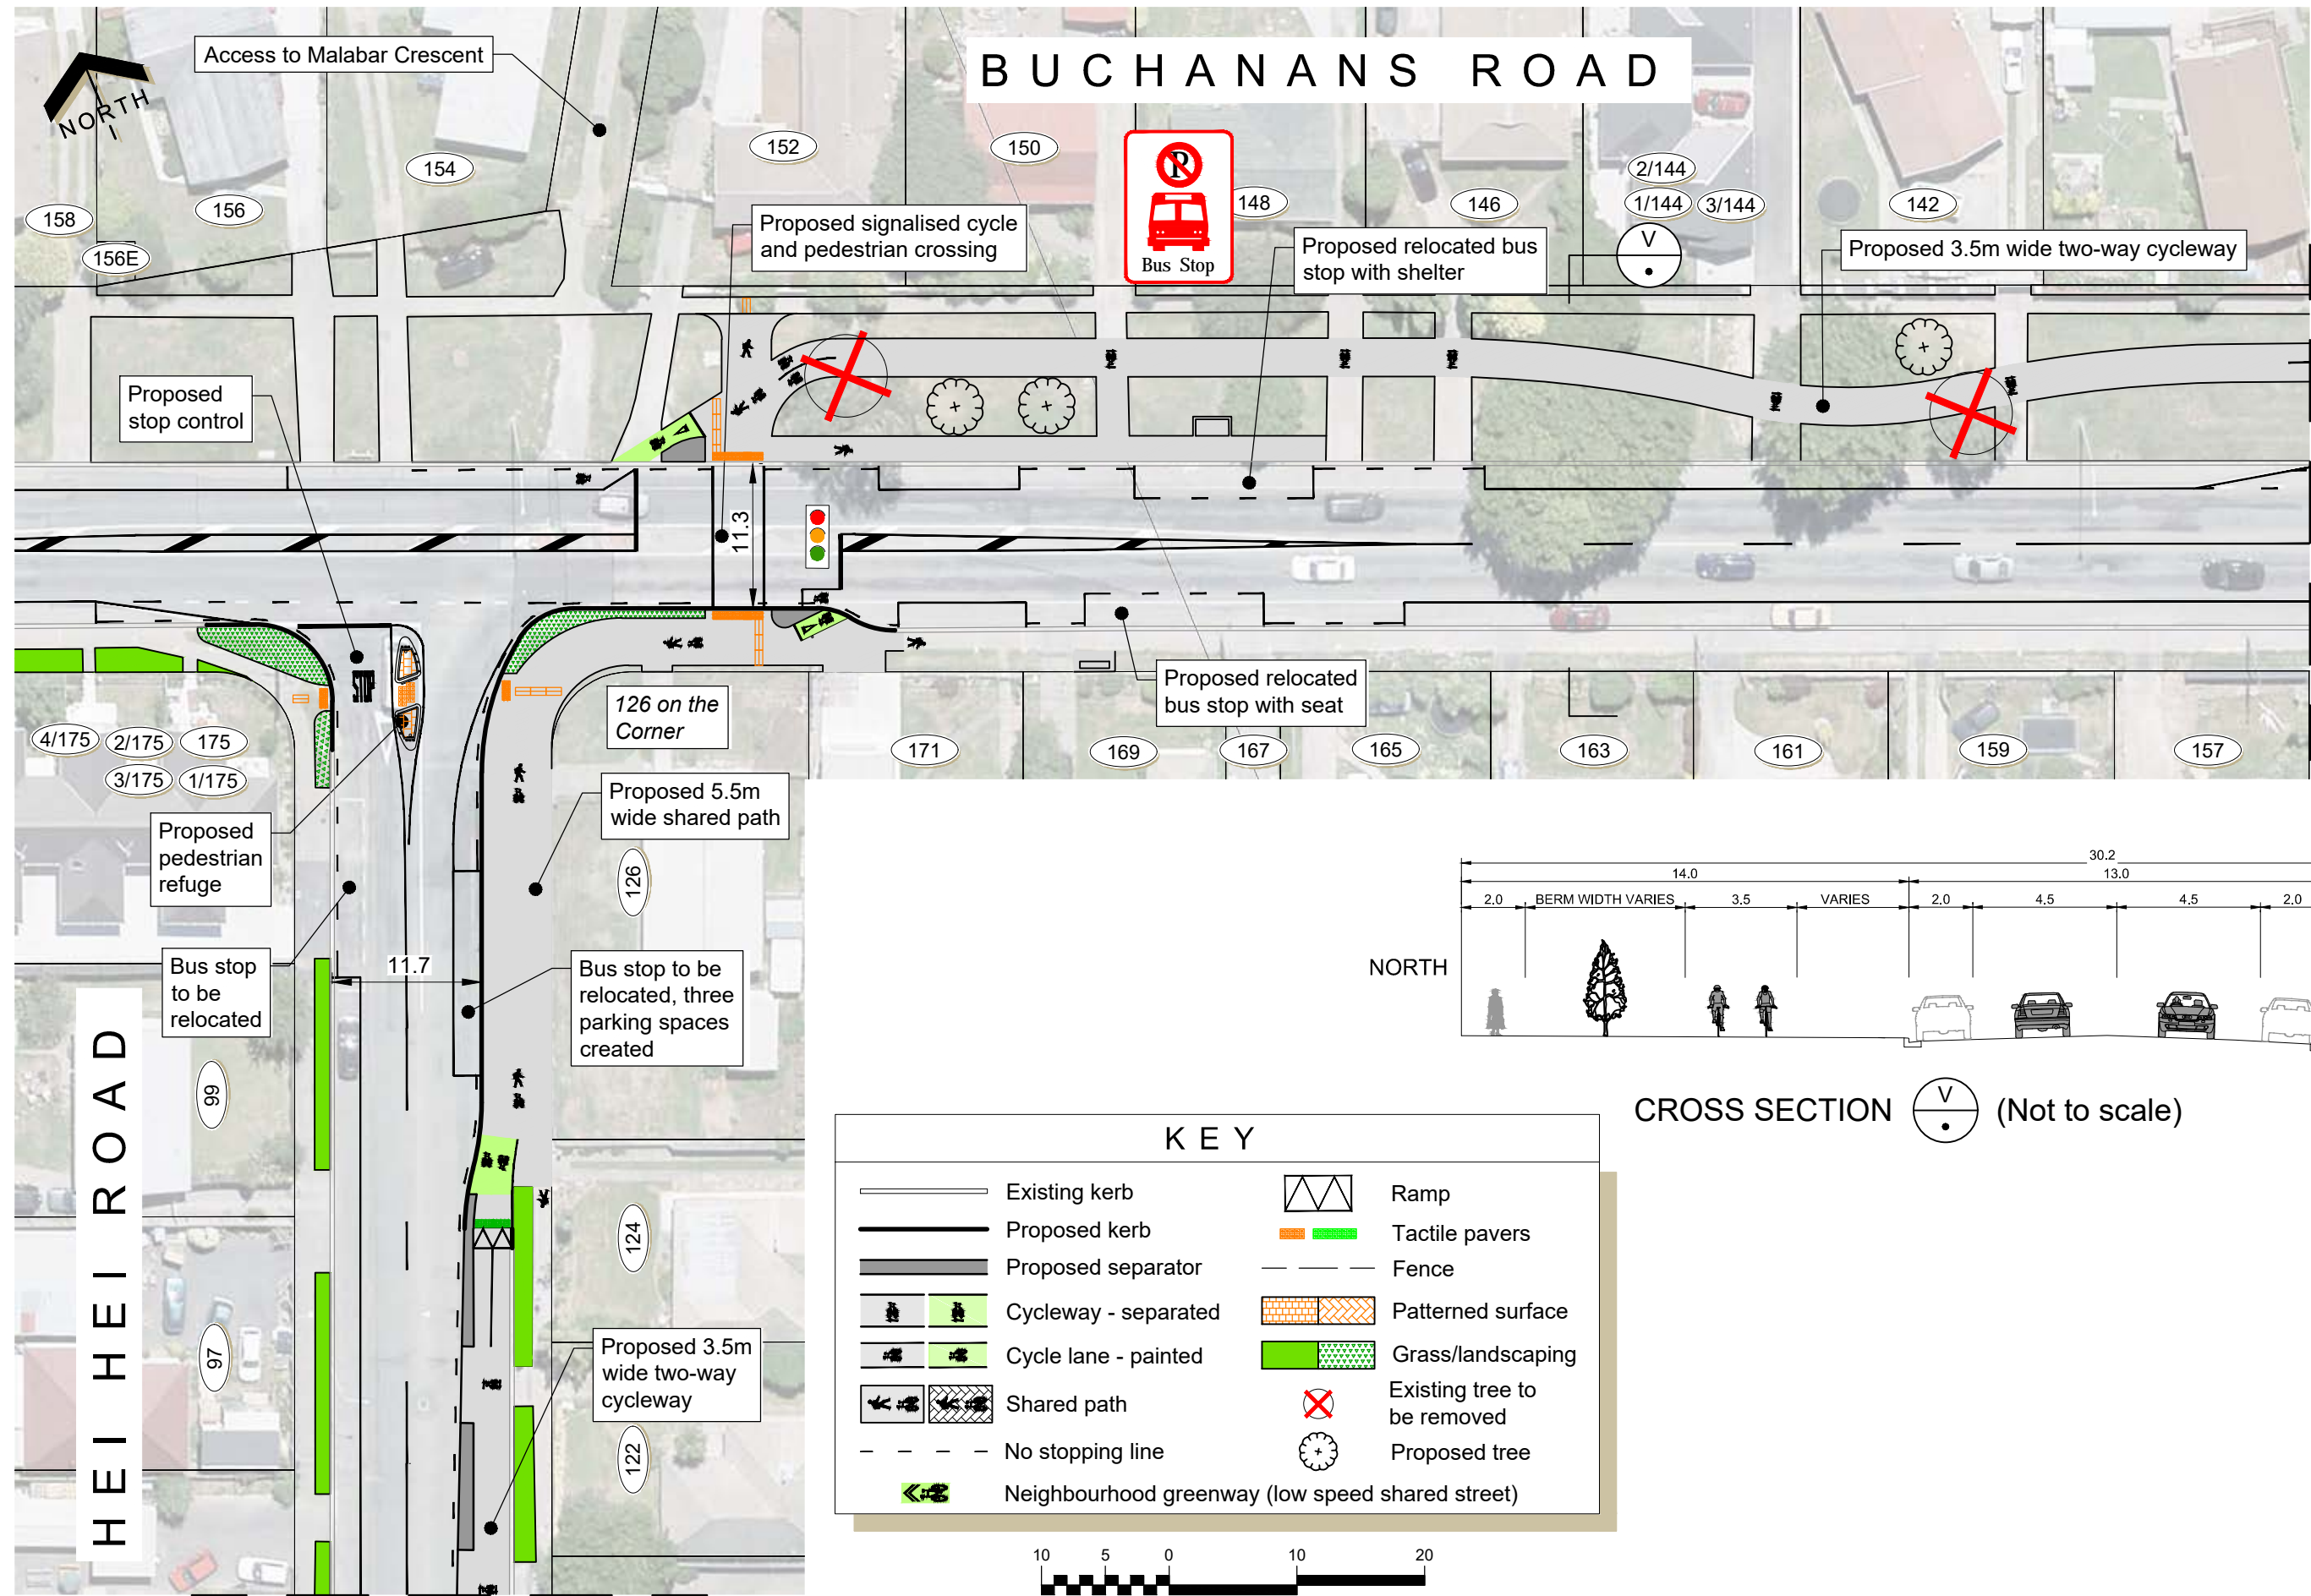 Access to Malabar Crescent
BUCHANANS ROAD
NORTH
158
156E
156
154
152
150
148
146
2/144
1/144
3/144
142
P
Bus Stop
V
Proposed signalised cycle
and pedestrian crossing
Proposed relocated bus
stop with shelter
Proposed 3.5m wide two-way cycleway
Proposed
stop control
11.3
126 on the
Corner
Proposed relocated
bus stop with seat
4/175
2/175
175
3/175
1/175
171
169
167
165
163
161
159
157
Proposed 5.5m
wide shared path
Proposed
pedestrian
refuge
126
Bus stop
to be
relocated
11.7
Bus stop to be
relocated, three
parking spaces
created
HEI HEI ROAD
99
97
124
122
Proposed 3.5m
wide two-way
cycleway
30.2
14.0
13.0
2.0
BERM WIDTH VARIES
3.5
VARIES
2.0
4.5
4.5
2.0
NORTH
CROSS SECTION V (Not to scale)
KEY
Existing kerb
Proposed kerb
Proposed separator
Cycleway - separated
Cycle lane - painted
Shared path
No stopping line
Neighbourhood greenway (low speed shared street)
Ramp
Tactile pavers
Fence
Patterned surface
Grass/landscaping
Existing tree to
be removed
Proposed tree
10 5 0 10 20